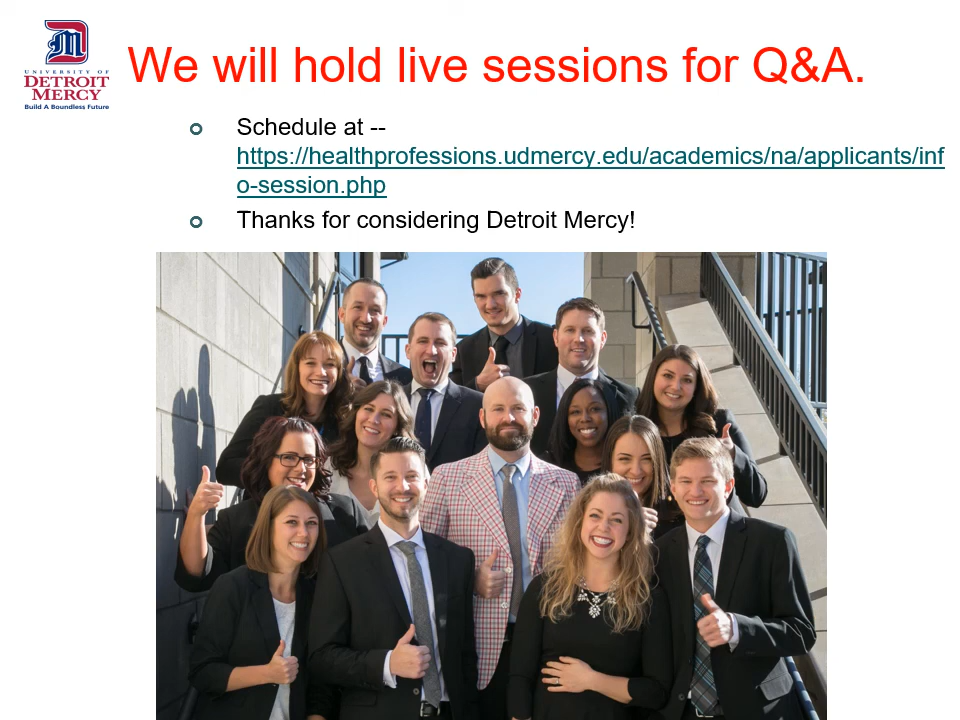 UNIVERSITY OF
DETROIT
MERCY
Build A Boundless Future
We will hold live sessions for Q&A.
Schedule at --
https://healthprofessions.udmercy.edu/academics/na/applicants/inf
o-session.php
Thanks for considering Detroit Mercy!